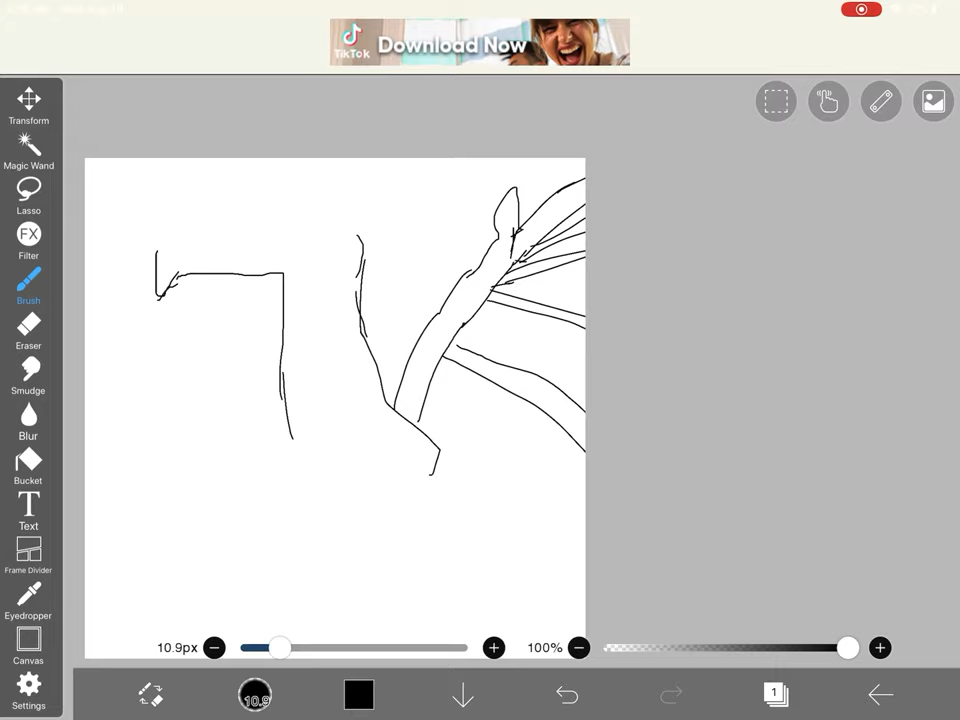 TikTok
Download Now
Transform
Magic Wand
Lasso
FX
Filter
Brush
Eraser
Smudge
Blur
Bucket
T
Text
Frame Divider
Eyedropper
Canvas
Settings
10.9px
100%
10.9
1